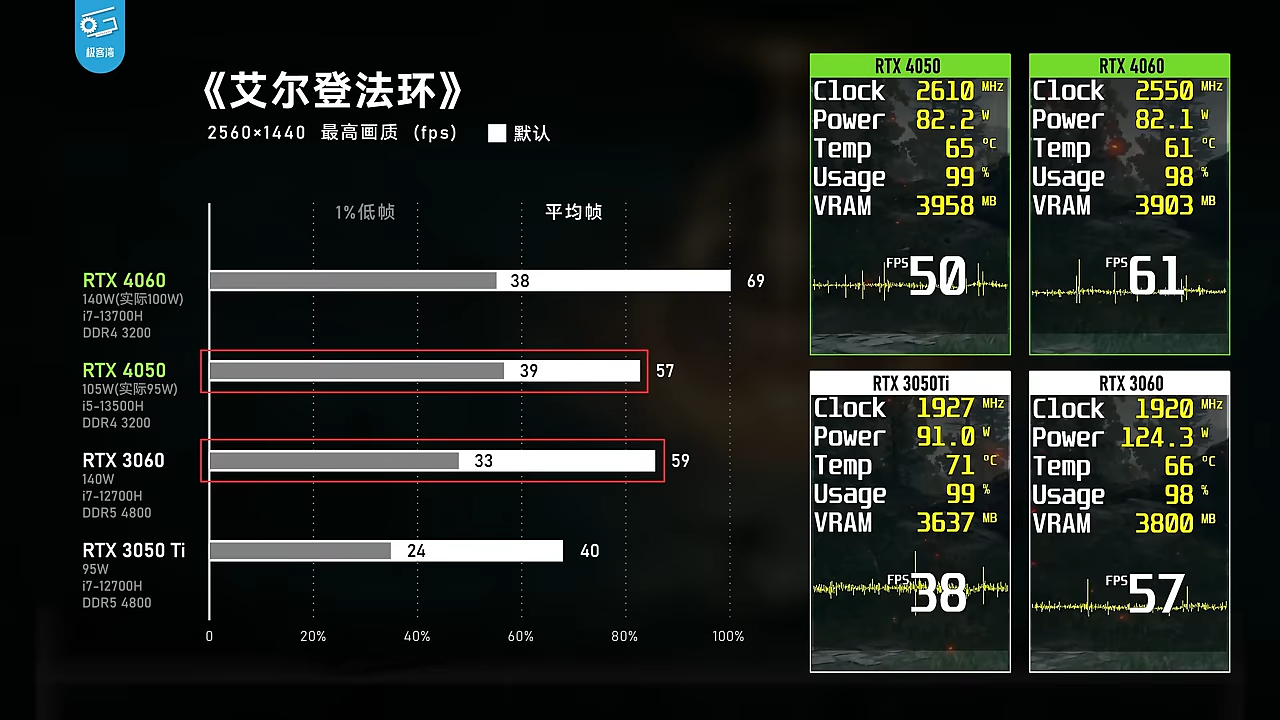 极客湾
《艾尔登法环》
2560×1440 最高画质 (fps) 默认
1%低帧 平均帧
RTX 4060
140W(实际100W)
i7-13700H
DDR4 3200
38 69
RTX 4050
105W(实际95W)
i5-13500H
DDR4 3200
39 57
RTX 3060
140W
i7-12700H
DDR5 4800
33 59
RTX 3050 Ti
95W
i7-12700H
DDR5 4800
24 40
0 20% 40% 60% 80% 100%
RTX 4050
Clock 2610 MHz
Power 82.2 W
Temp 65 °C
Usage 99 %
VRAM 3958 MB
FPS 50
RTX 4060
Clock 2550 MHz
Power 82.1 W
Temp 61 °C
Usage 98 %
VRAM 3903 MB
FPS 61
RTX 3050Ti
Clock 1927 MHz
Power 91.0 W
Temp 71 °C
Usage 99 %
VRAM 3637 MB
FPS 38
RTX 3060
Clock 1920 MHz
Power 124.3 W
Temp 66 °C
Usage 98 %
VRAM 3800 MB
FPS 57